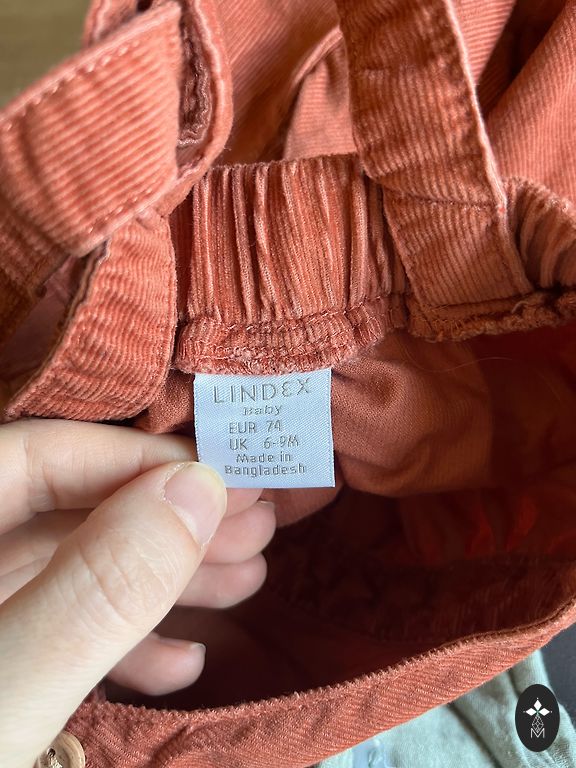 LINDEX
Baby
EUR 74
UK 6-9M
Made in
Bangladesh